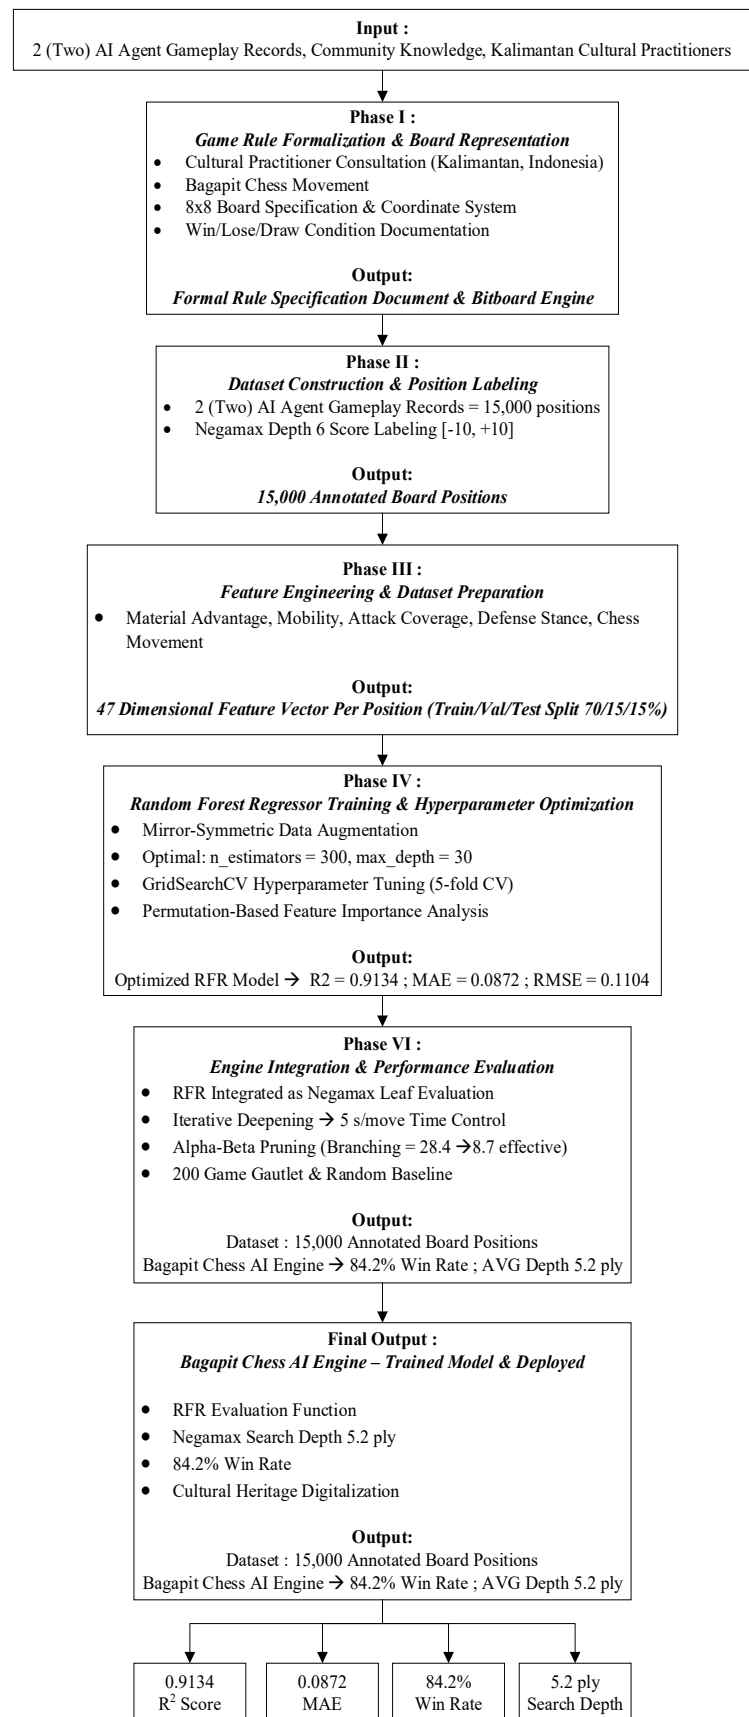 Input :
2 (Two) AI Agent Gameplay Records, Community Knowledge, Kalimantan Cultural Practitioners
Phase I :
Game Rule Formalization & Board Representation
• Cultural Practitioner Consultation (Kalimantan, Indonesia)
• Bagapit Chess Movement
• 8x8 Board Specification & Coordinate System
• Win/Lose/Draw Condition Documentation
Output:
Formal Rule Specification Document & Bitboard Engine
Phase II :
Dataset Construction & Position Labeling
• 2 (Two) AI Agent Gameplay Records = 15,000 positions
• Negamax Depth 6 Score Labeling [-10, +10]
Output:
15,000 Annotated Board Positions
Phase III :
Feature Engineering & Dataset Preparation
• Material Advantage, Mobility, Attack Coverage, Defense Stance, Chess
Movement
Output:
47 Dimensional Feature Vector Per Position (Train/Val/Test Split 70/15/15%)
Phase IV :
Random Forest Regressor Training & Hyperparameter Optimization
• Mirror-Symmetric Data Augmentation
• Optimal: n_estimators = 300, max_depth = 30
• GridSearchCV Hyperparameter Tuning (5-fold CV)
• Permutation-Based Feature Importance Analysis
Output:
Optimized RFR Model → R2 = 0.9134 ; MAE = 0.0872 ; RMSE = 0.1104
Phase VI :
Engine Integration & Performance Evaluation
• RFR Integrated as Negamax Leaf Evaluation
• Iterative Deepening → 5 s/move Time Control
• Alpha-Beta Pruning (Branching = 28.4 →8.7 effective)
• 200 Game Gautlet & Random Baseline
Output:
Dataset : 15,000 Annotated Board Positions
Bagapit Chess AI Engine → 84.2% Win Rate ; AVG Depth 5.2 ply
Final Output :
Bagapit Chess AI Engine – Trained Model & Deployed
• RFR Evaluation Function
• Negamax Search Depth 5.2 ply
• 84.2% Win Rate
• Cultural Heritage Digitalization
Output:
Dataset : 15,000 Annotated Board Positions
Bagapit Chess AI Engine → 84.2% Win Rate ; AVG Depth 5.2 ply
0.9134
R² Score
0.0872
MAE
84.2%
Win Rate
5.2 ply
Search Depth